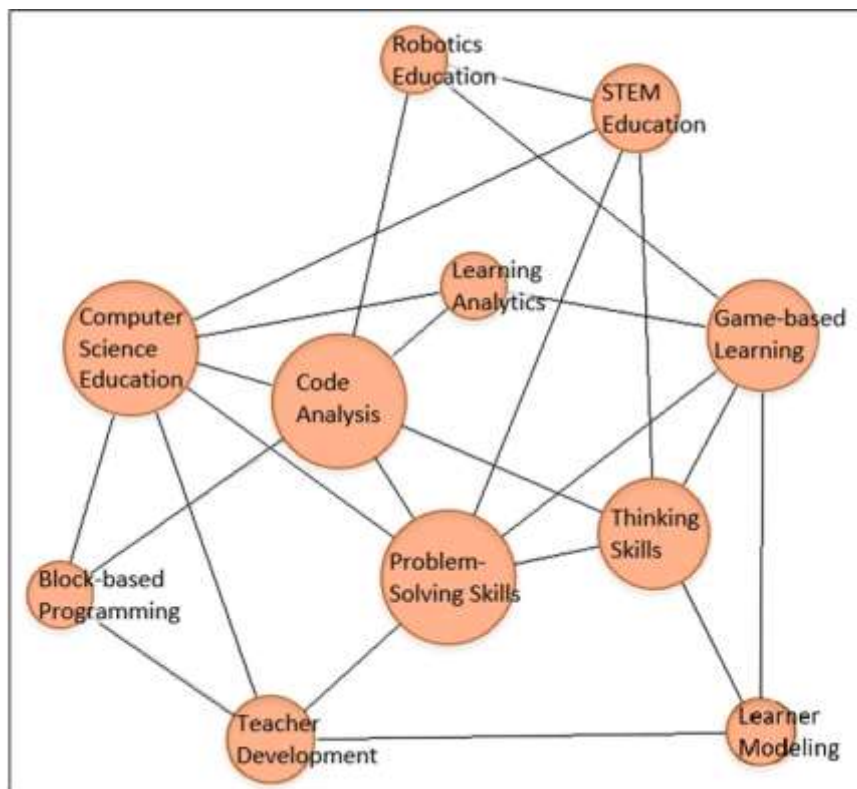 Robotics
Education
STEM
Education
Learning
Analytics
Computer
Science
Education
Game-based
Learning
Code
Analysis
Thinking
Skills
Problem-
Solving Skills
Block-based
Programming
Teacher
Development
Learner
Modeling